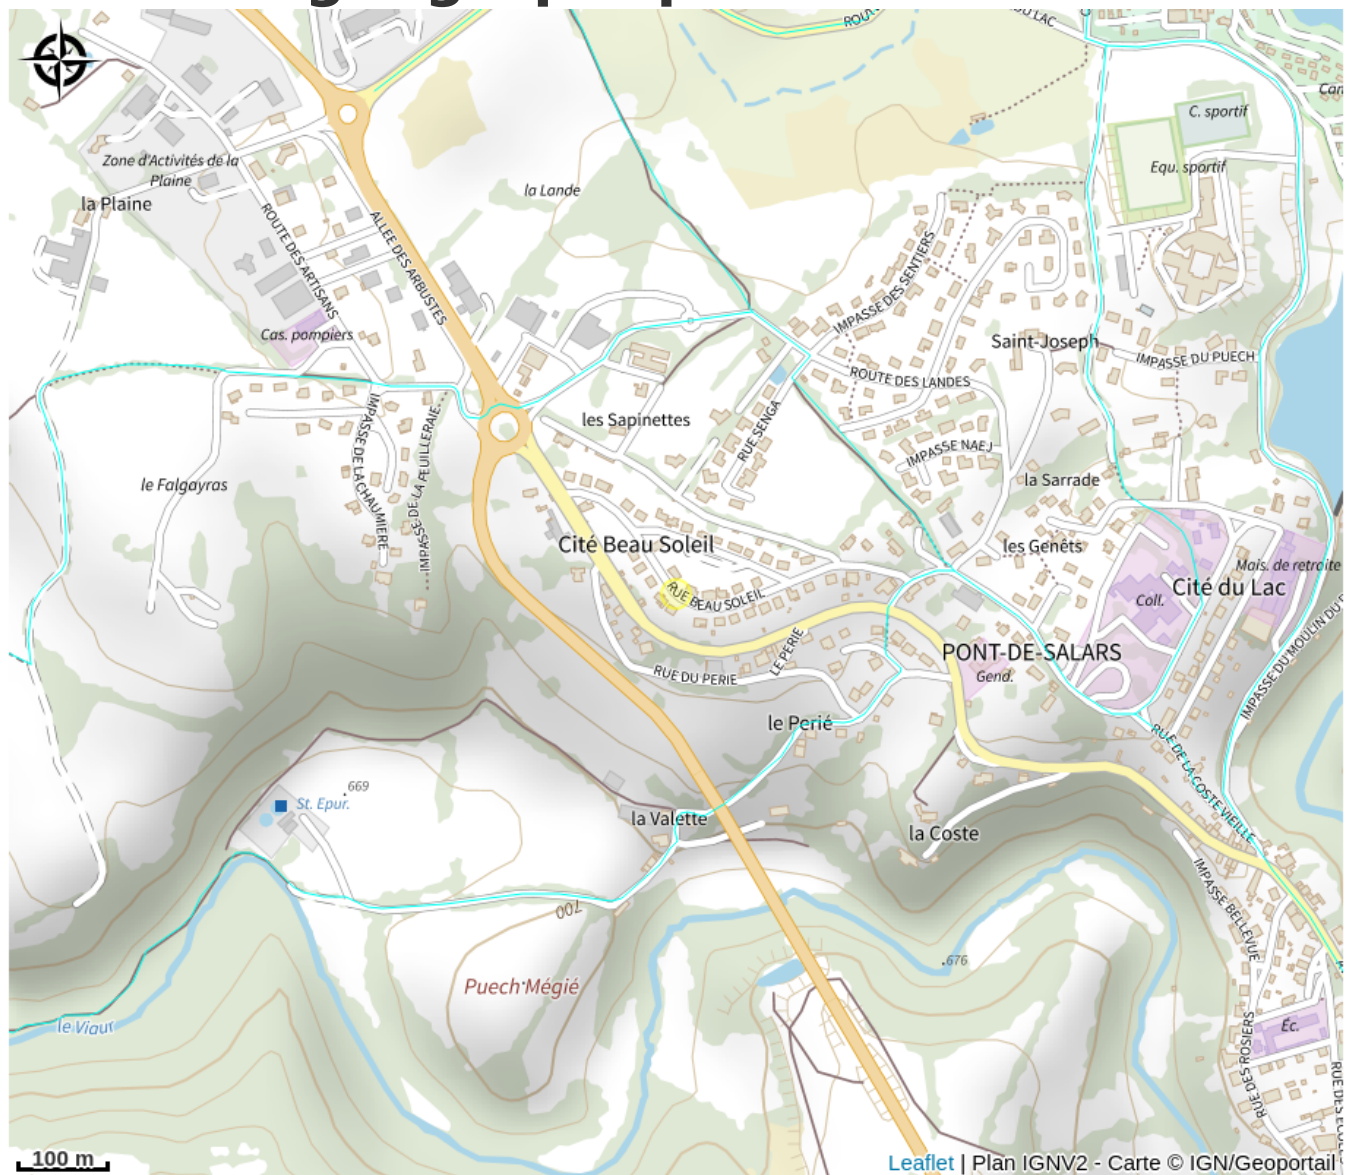 DU LAC
Can
C. sportif
Zone d'Activités de la
Plaine
Equ. sportif
la Plaine
la Lande
ROUTE DES ARTISANS
ALLEE DES ARBUSTES
IMPASSE DES SENTIERS
Cas. pompiers
Saint-Joseph
IMPASSE DU PUECH
ROUTE DES LANDES
les Sapinettes
RUE SENGA
IMPASSE NAEJ
IMPASSE DE LA CHAUMIERE
IMPASSE DE LA FEUILLERAIE
le Falgayras
la Sarrade
Cité Beau Soleil
les Genêts
Mais. de retraite
Cité du Lac
RUE BEAU SOLEIL
Coll.
LE PERIE
PONT-DE-SALARS
RUE DU PERIE
Gend.
IMPASSE DU MOULIN DU
le Perié
RUE DE LA COSTE VIEILLE
669
St. Epur.
la Valette
la Coste
IMPASSE BELLEVUE
700
676
Puech Mégié
le Viaur
Éc.
RUE DES ROSIERS
100 m
Leaflet | Plan IGNV2 - Carte © IGN/Geoportail